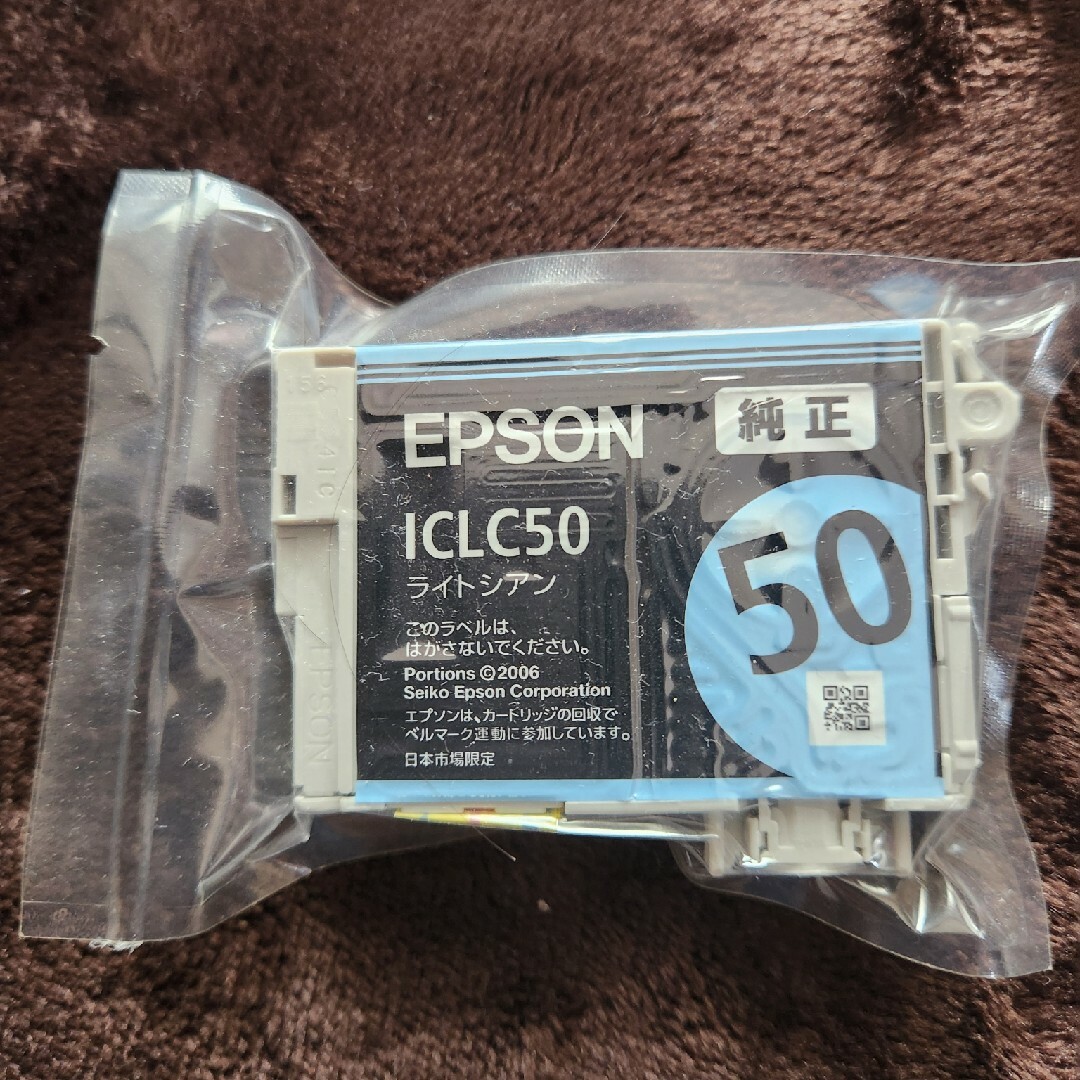 EPSON
純正
ICLC50
ライトシアン
50
このラベルは、
はがさないでください。
Portions ©2006
Seiko Epson Corporation
エプソンは、カートリッジの回収で
ベルマーク運動に参加しています。
日本市場限定
EPSON